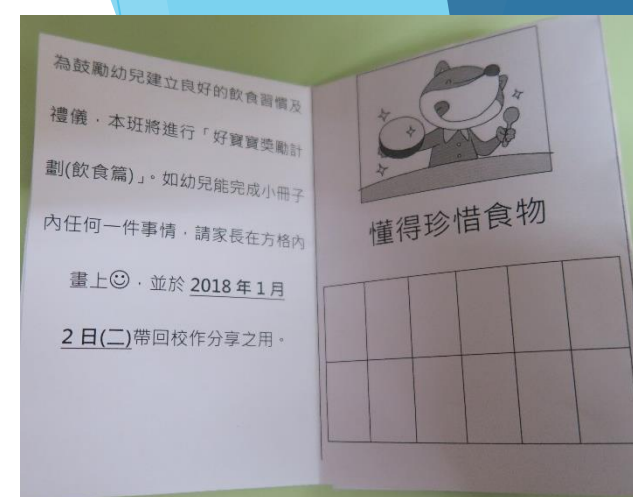 為鼓勵幼兒建立良好的飲食習慣及
禮儀，本班將進行「好寶寶獎勵計
劃(飲食篇)」。如幼兒能完成小冊子
內任何一件事情，請家長在方格內
畫上☺，並於 2018 年 1 月
2 日(二)帶回校作分享之用。
懂得珍惜食物